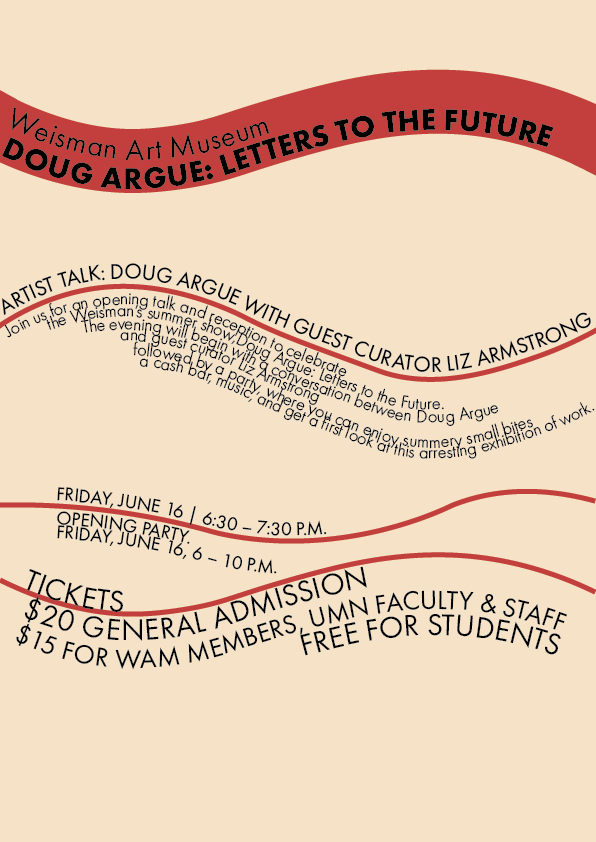 Weisman Art Museum
DOUG ARGUE: LETTERS TO THE FUTURE
ARTIST TALK: DOUG ARGUE WITH GUEST CURATOR LIZ ARMSTRONG
Join us for an opening talk and reception to celebrate
the Weisman's summer show,Doug Argue: Letters to the Future.
The evening will begin with a conversation between Doug Argue
and guest curator Liz Armstrong
followed by a party, where you can enjoy summery small bites
a cash bar, music, and get a first look at this arresting exhibition of work.
FRIDAY, JUNE 16 | 6:30 – 7:30 P.M.
OPENING PARTY.
FRIDAY, JUNE 16, 6 – 10 P.M.
TICKETS
$20 GENERAL ADMISSION
$15 FOR WAM MEMBERS, UMN FACULTY & STAFF
FREE FOR STUDENTS